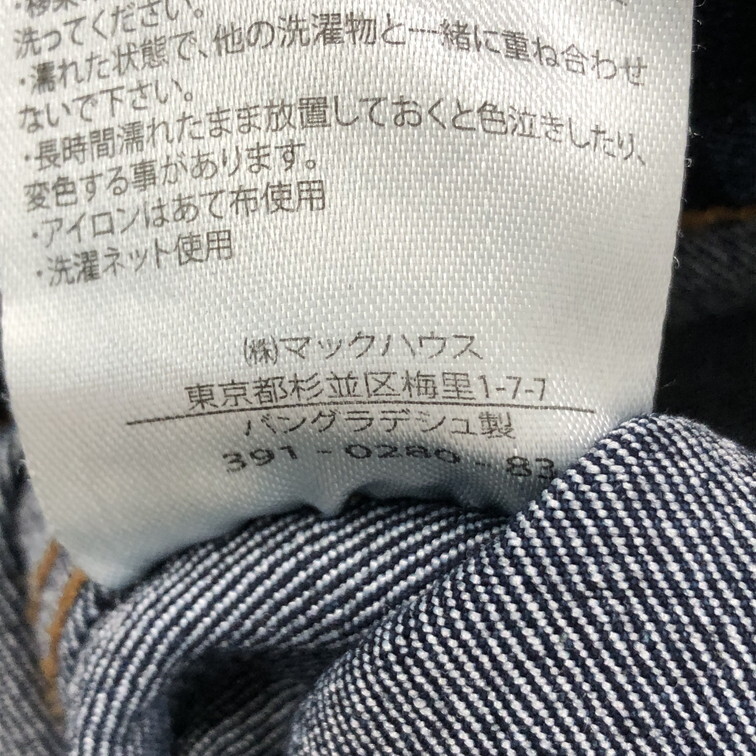 洗ってください。
・濡れた状態で、他の洗濯物と一緒に重ね合わせ
ないで下さい。
・長時間濡れたまま放置しておくと色泣きしたり、
変色する事があります。
・アイロンはあて布使用
・洗濯ネット使用
㈱マックハウス
東京都杉並区梅里1-7-7
バングラデシュ製
391-0280-83